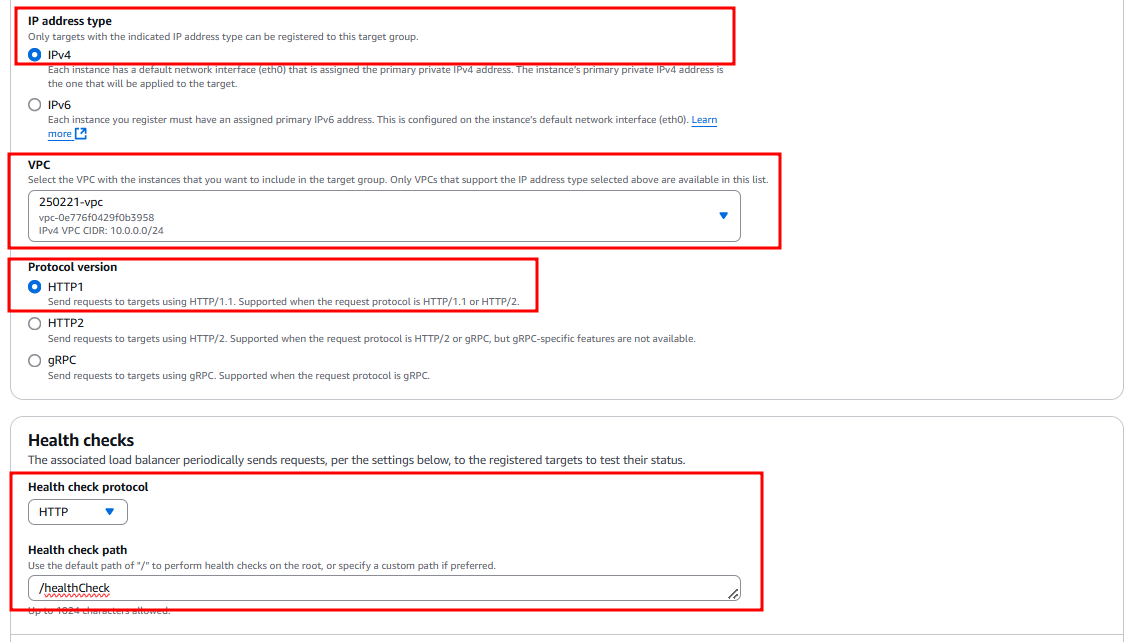 IP address type
Only targets with the indicated IP address type can be registered to this target group.
IPv4
Each instance has a default network interface (eth0) that is assigned the primary private IPv4 address. The instance's primary private IPv4 address is
the one that will be applied to the target.
IPv6
Each instance you register must have an assigned primary IPv6 address. This is configured on the instance's default network interface (eth0). Learn
more
VPC
Select the VPC with the instances that you want to include in the target group. Only VPCs that support the IP address type selected above are available in this list.
250221-vpc
vpc-0e776f0429f0b3958
IPv4 VPC CIDR: 10.0.0.0/24
Protocol version
HTTP1
Send requests to targets using HTTP/1.1. Supported when the request protocol is HTTP/1.1 or HTTP/2.
HTTP2
Send requests to targets using HTTP/2. Supported when the request protocol is HTTP/2 or gRPC, but gRPC-specific features are not available.
gRPC
Send requests to targets using gRPC. Supported when the request protocol is gRPC.
Health checks
The associated load balancer periodically sends requests, per the settings below, to the registered targets to test their status.
Health check protocol
HTTP
Health check path
Use the default path of "/" to perform health checks on the root, or specify a custom path if preferred.
/healthCheck
Up to 1024 characters allowed.